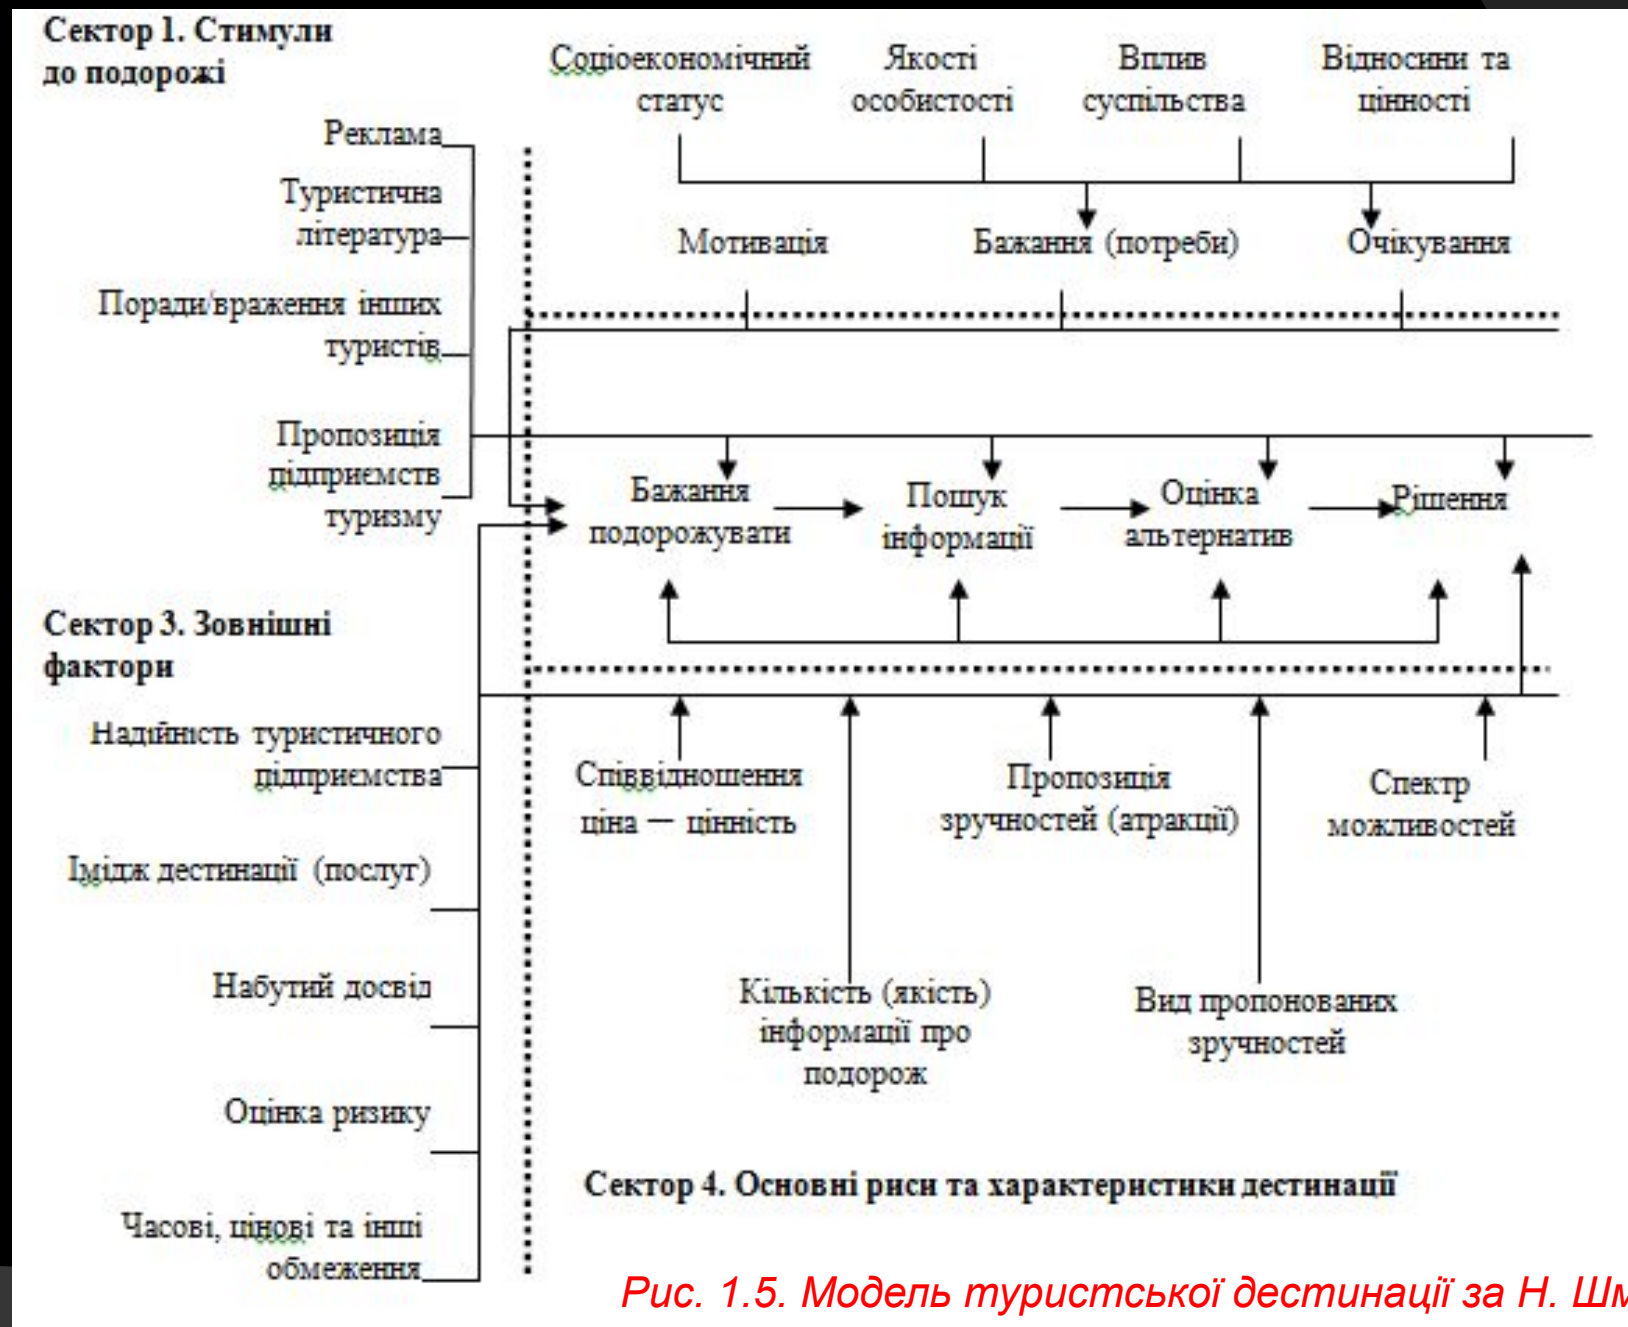 Сектор 1. Стимули
до подорожі
Соціоекономічний
статус
Якості
особистості
Вплив
суспільства
Відносини та
цінності
Реклама
Туристична
література
Поради/враження інших
туристів
Пропозиція
підприємств
туризму
Мотивація
Бажання (потреби)
Очікування
Бажання
подорожувати
Пошук
інформації
Оцінка
альтернатив
Рішення
Сектор 3. Зовнішні
фактори
Надійність туристичного
підприємства
Імідж дестинації (послуг)
Набутий досвід
Оцінка ризику
Часові, цінові та інші
обмеження
Співвідношення
ціна — цінність
Пропозиція
зручностей (атракції)
Спектр
можливостей
Кількість (якість)
інформації про
подорож
Вид пропонованих
зручностей
Сектор 4. Основні риси та характеристики дестинації
Рис. 1.5. Модель туристської дестинації за Н.